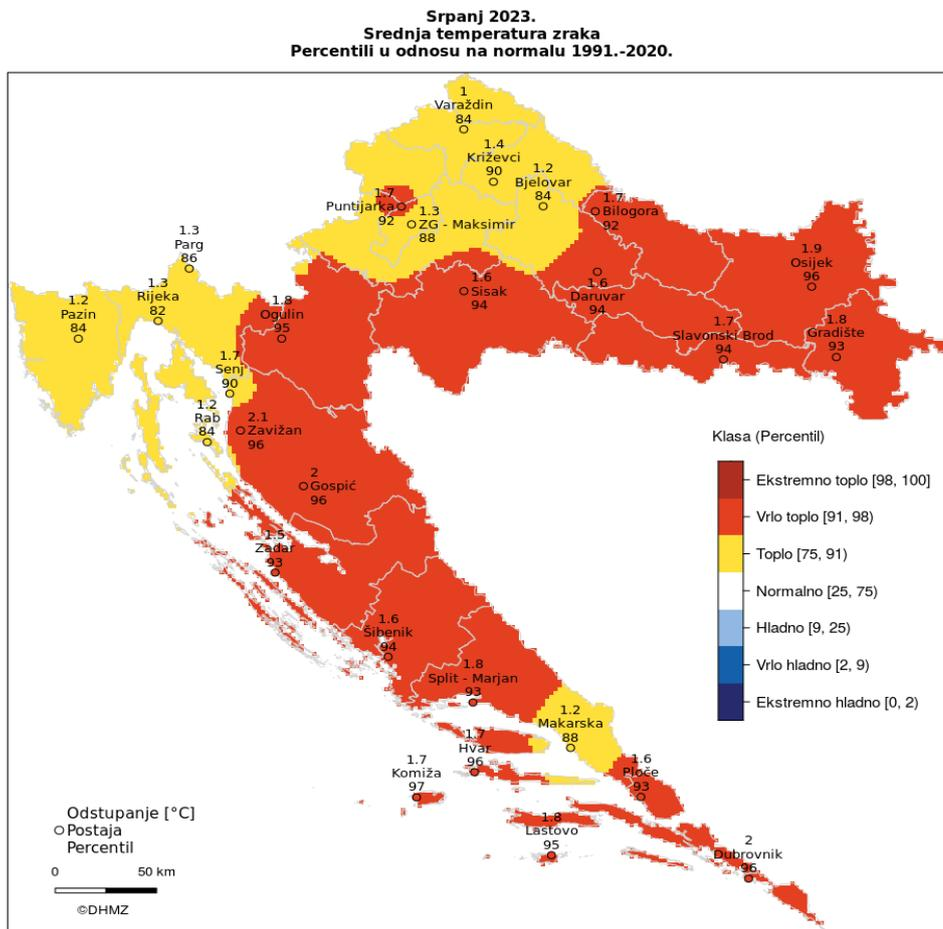 Srpanj 2023.
Srednja temperatura zraka
Percentili u odnosu na normalu 1991.-2020.
1
Varaždin
84
1.4
Križevci
90
1.2
Bjelovar
84
1.7
Puntijarka
92
1.3
ZG - Maksimir
88
1.7
Bilogora
92
1.3
Parg
86
1.9
Osijek
96
1.2
Pazin
84
1.3
Rijeka
82
1.8
Ogulin
95
1.6
Sisak
94
1.6
Daruvar
94
1.7
Slavonski Brod
94
1.8
Gradište
93
1.7
Senj
90
1.2
Rab
84
2.1
Zavižan
96
2
Gospić
96
1.5
Zadar
93
1.6
Šibenik
94
1.8
Split - Marjan
93
1.2
Makarska
88
1.7
Hvar
96
1.7
Komiža
97
1.6
Ploče
93
1.8
Lastovo
95
2
Dubrovnik
96
Klasa (Percentil)
Ekstremno toplo [98, 100]
Vrlo toplo [91, 98)
Toplo [75, 91)
Normalno [25, 75)
Hladno [9, 25)
Vrlo hladno [2, 9)
Ekstremno hladno [0, 2)
Odstupanje [°C]
Postaja
Percentil
0 50 km
©DHMZ